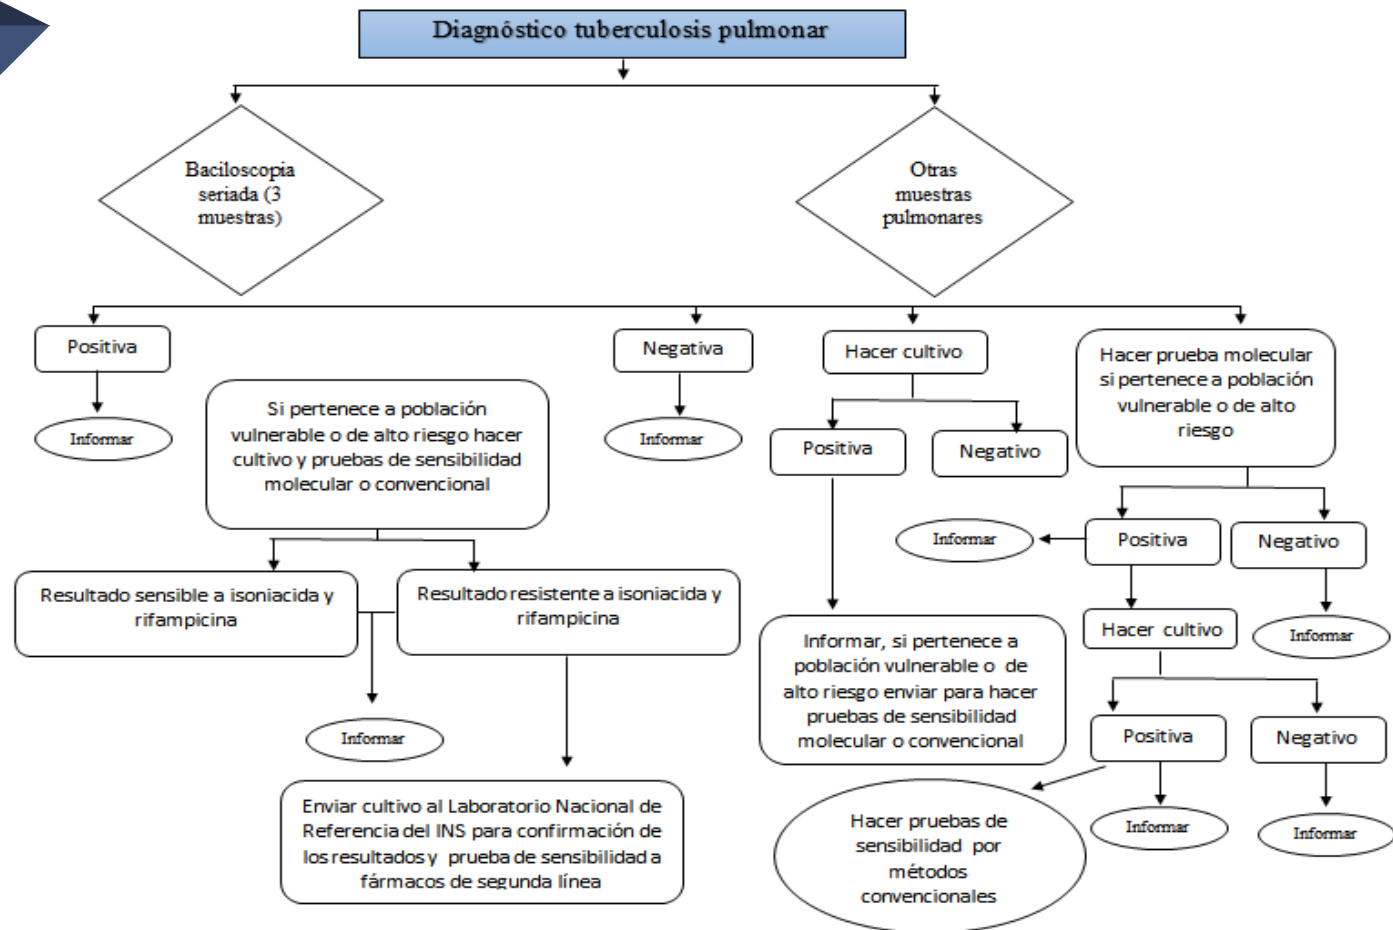 Diagnóstico tuberculosis pulmonar
Baciloscopia
seriada (3
muestras)
Otras
muestras
pulmonares
Positiva
Informar
Si pertenece a población
vulnerable o de alto riesgo hacer
cultivo y pruebas de sensibilidad
molecular o convencional
Resultado sensible a isoniacida y
rifampicina
Resultado resistente a isoniacida y
rifampicina
Informar
Enviar cultivo al Laboratorio Nacional de
Referencia del INS para confirmación de
los resultados y prueba de sensibilidad a
fármacos de segunda línea
Negativa
Informar
Hacer cultivo
Positiva
Negativo
Informar, si pertenece a
población vulnerable o de
alto riesgo enviar para hacer
pruebas de sensibilidad
molecular o convencional
Hacer prueba molecular
si pertenece a población
vulnerable o de alto
riesgo
Informar
Positiva
Negativo
Hacer cultivo
Informar
Positiva
Negativo
Hacer pruebas de
sensibilidad por
métodos
convencionales
Informar
Informar